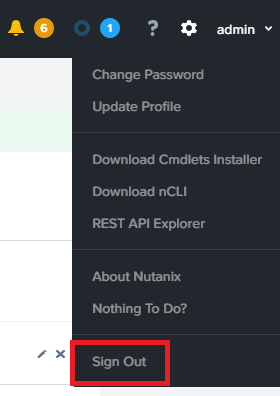 6 1 ? admin
Change Password
Update Profile
Download Cmdlets Installer
Download nCLI
REST API Explorer
About Nutanix
Nothing To Do?
Sign Out